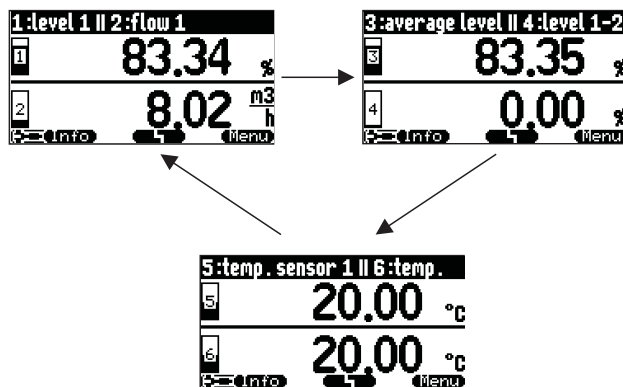 1:level 1 II 2:flow 1
1 83.34 %
2 8.02 m3/h
Info Menu
3:average level II 4:level 1-2
3 83.35 %
4 0.00 %
Info Menu
5:temp. sensor 1 II 6:temp.
5 20.00 °C
6 20.00 °C
Info Menu